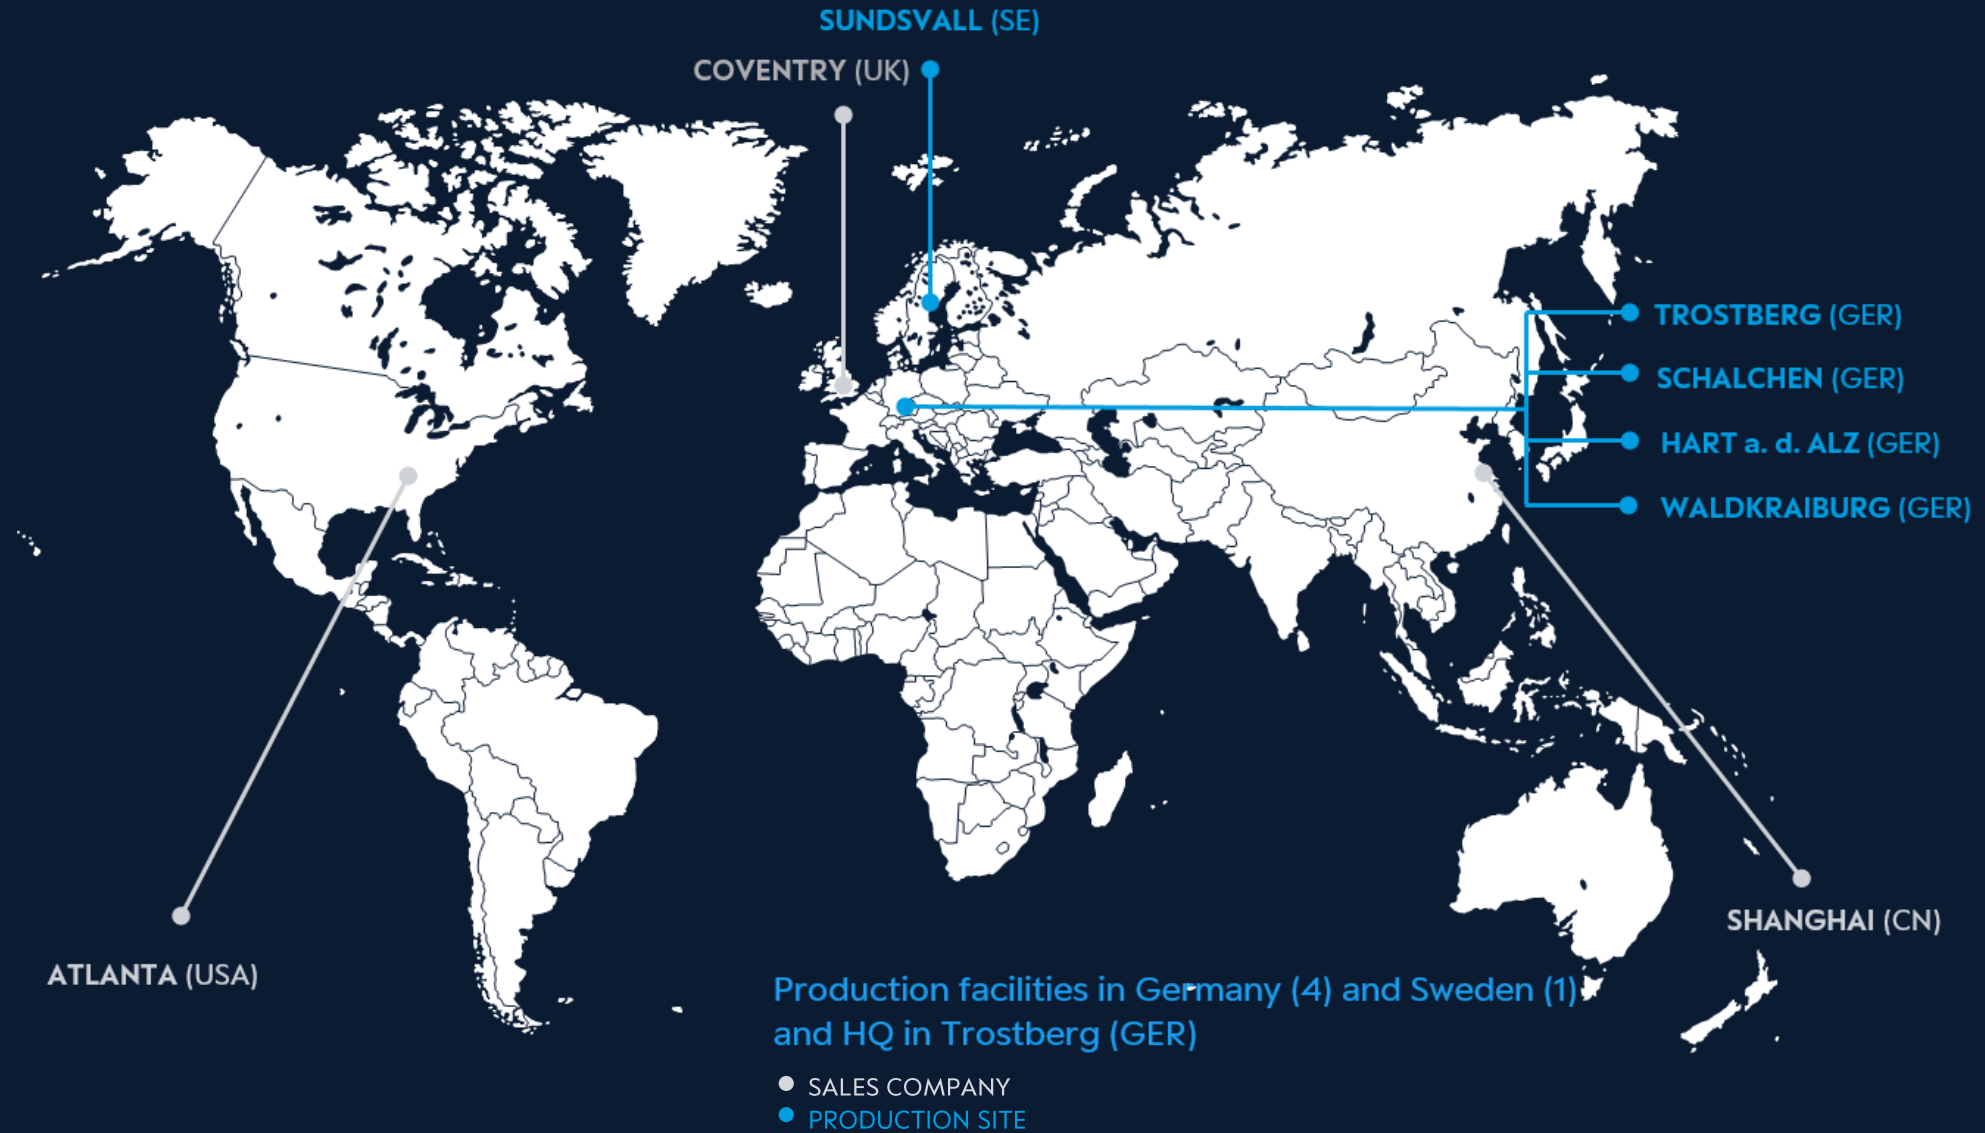 SUNDSVALL (SE)
COVENTRY (UK)
TROSTBERG (GER)
SCHALCHEN (GER)
HART a. d. ALZ (GER)
WALDKRAIBURG (GER)
SHANGHAI (CN)
ATLANTA (USA)
Production facilities in Germany (4) and Sweden (1)
and HQ in Trostberg (GER)
SALES COMPANY
PRODUCTION SITE